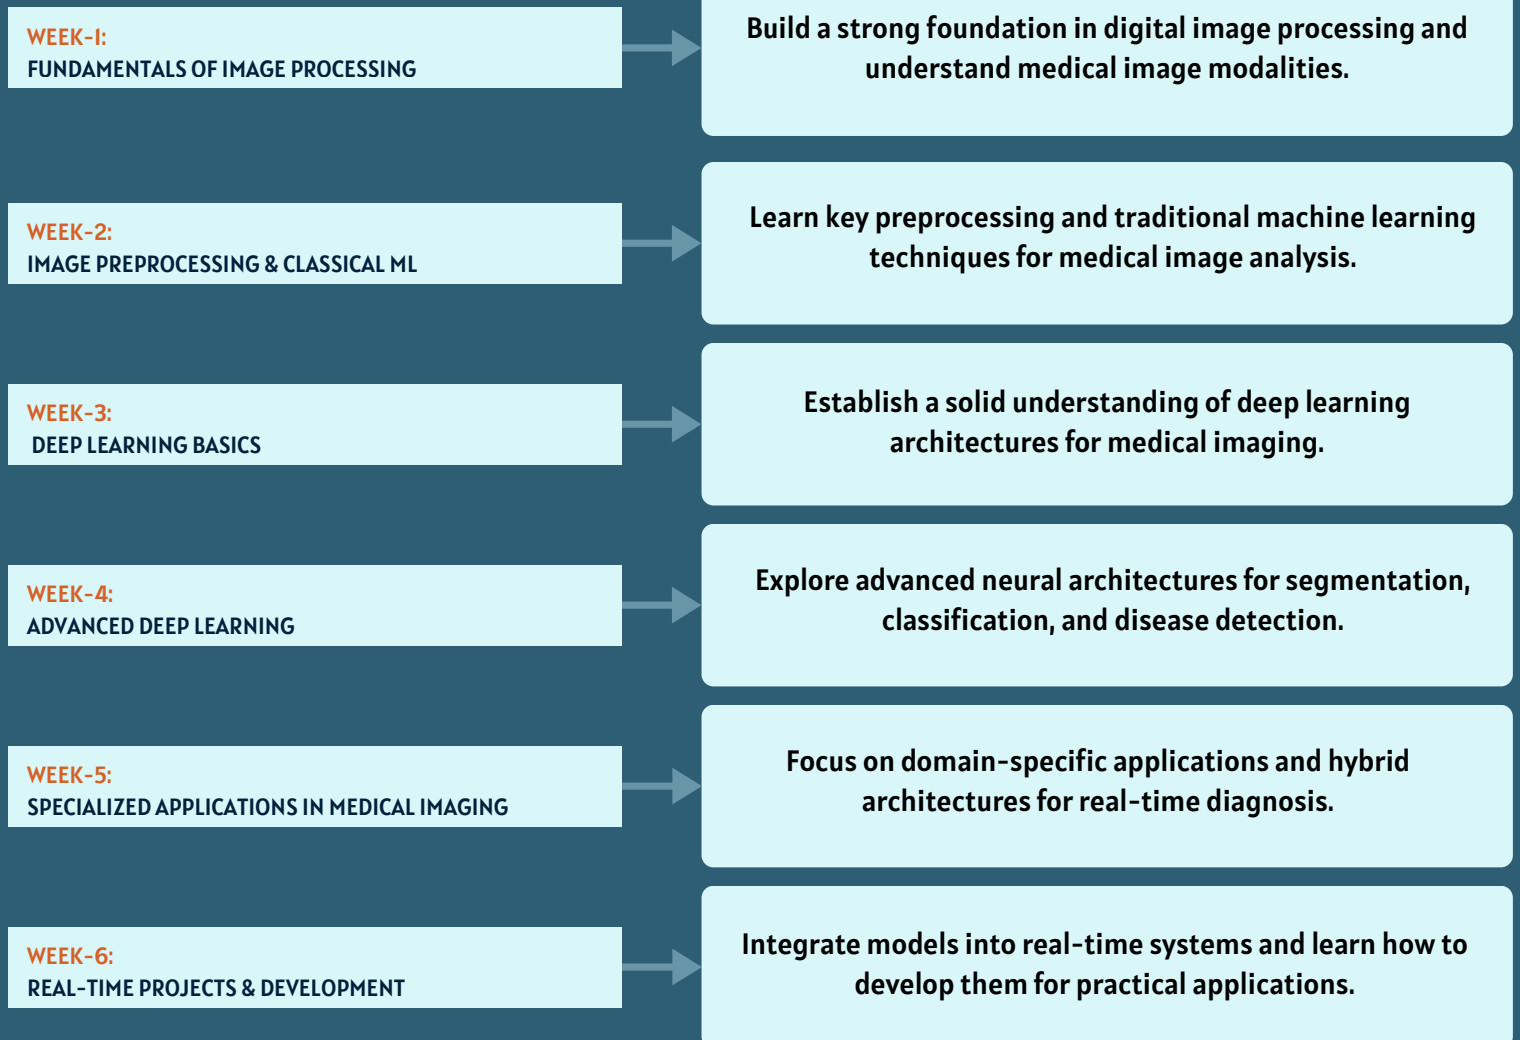 WEEK-1:
FUNDAMENTALS OF IMAGE PROCESSING
Build a strong foundation in digital image processing and
understand medical image modalities.
WEEK-2:
IMAGE PREPROCESSING & CLASSICAL ML
Learn key preprocessing and traditional machine learning
techniques for medical image analysis.
WEEK-3:
DEEP LEARNING BASICS
Establish a solid understanding of deep learning
architectures for medical imaging.
WEEK-4:
ADVANCED DEEP LEARNING
Explore advanced neural architectures for segmentation,
classification, and disease detection.
WEEK-5:
SPECIALIZED APPLICATIONS IN MEDICAL IMAGING
Focus on domain-specific applications and hybrid
architectures for real-time diagnosis.
WEEK-6:
REAL-TIME PROJECTS & DEVELOPMENT
Integrate models into real-time systems and learn how to
develop them for practical applications.